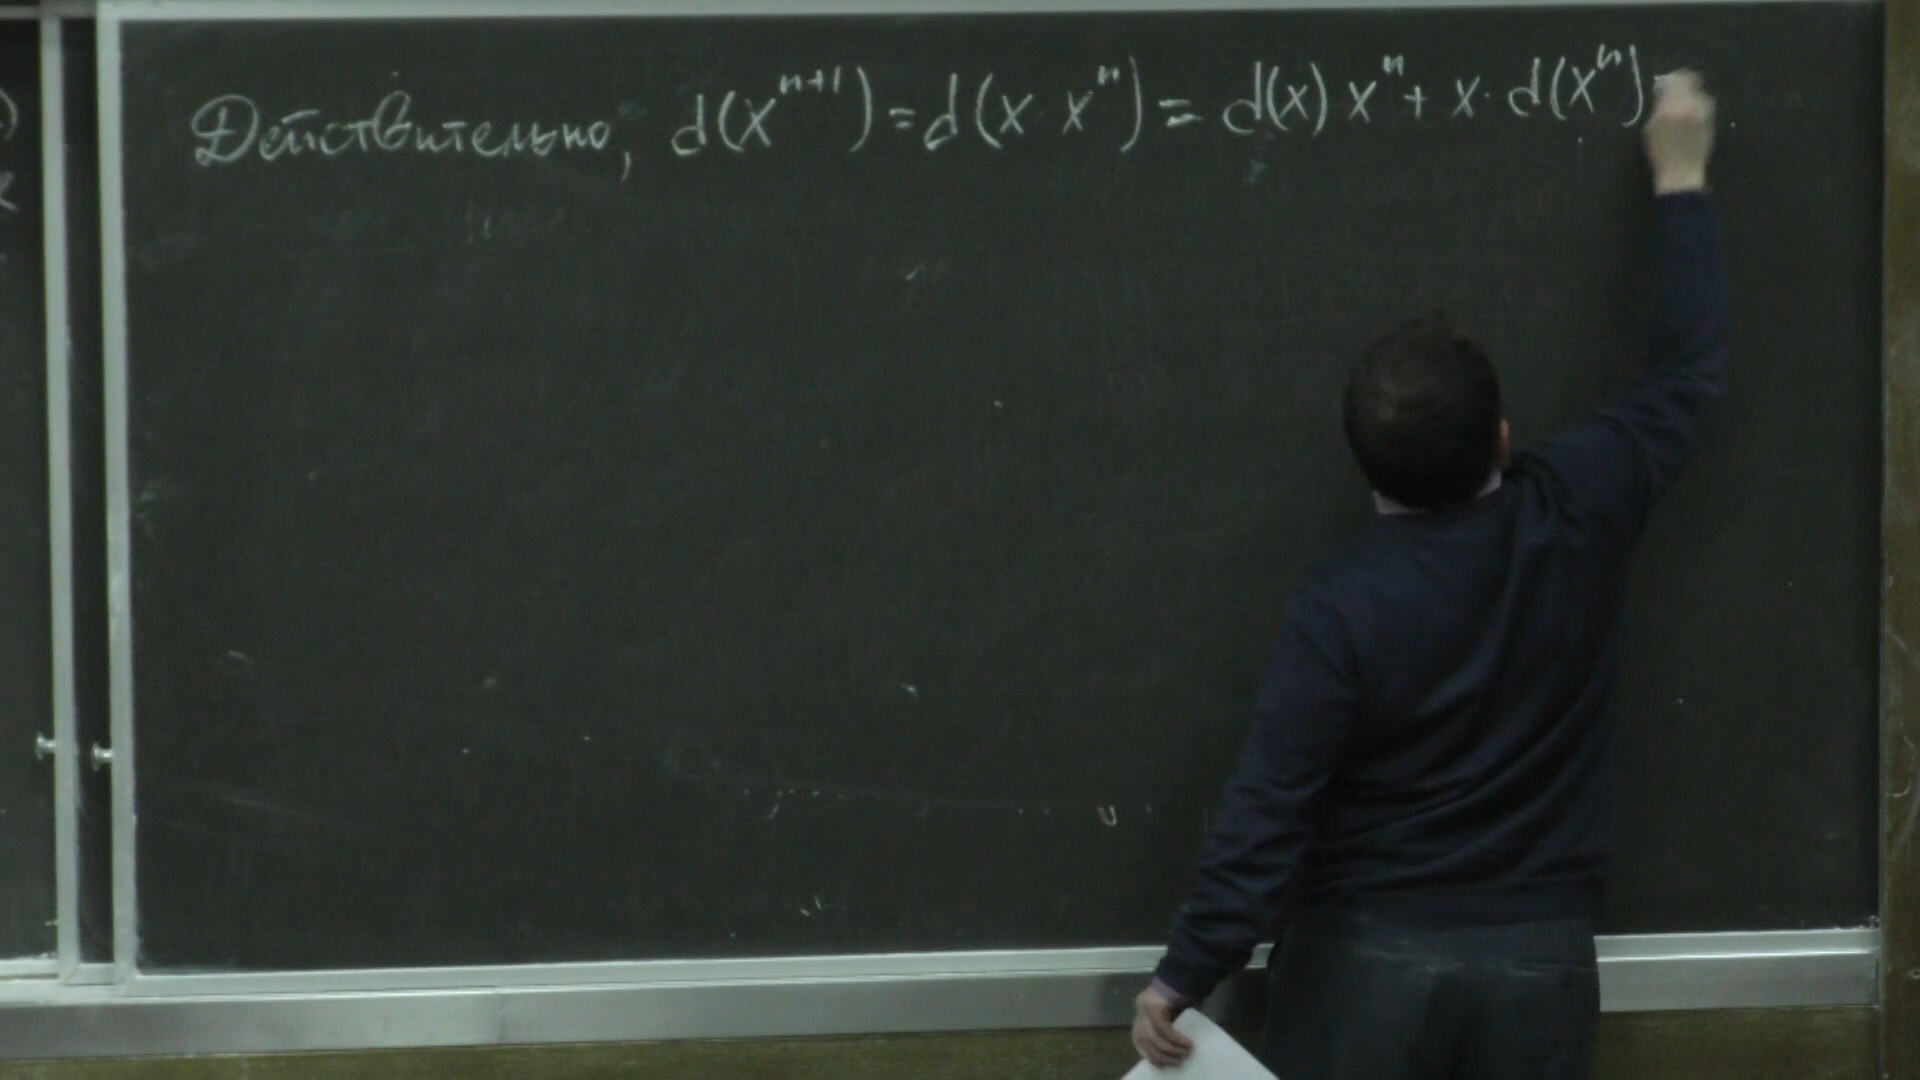 Действительно, d(x^{n+1}) = d(x · x^n) = d(x) x^n + x · d(x^n) =